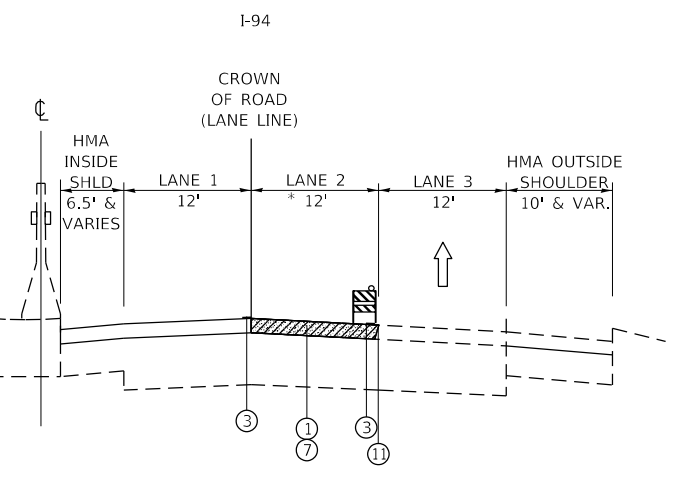 I-94
CROWN
OF ROAD
(LANE LINE)
℄
HMA
INSIDE
SHLD
6.5' &
VARIES
LANE 1
12'
LANE 2
* 12'
LANE 3
12'
HMA OUTSIDE
SHOULDER
10' & VAR.
3
1
7
3
11